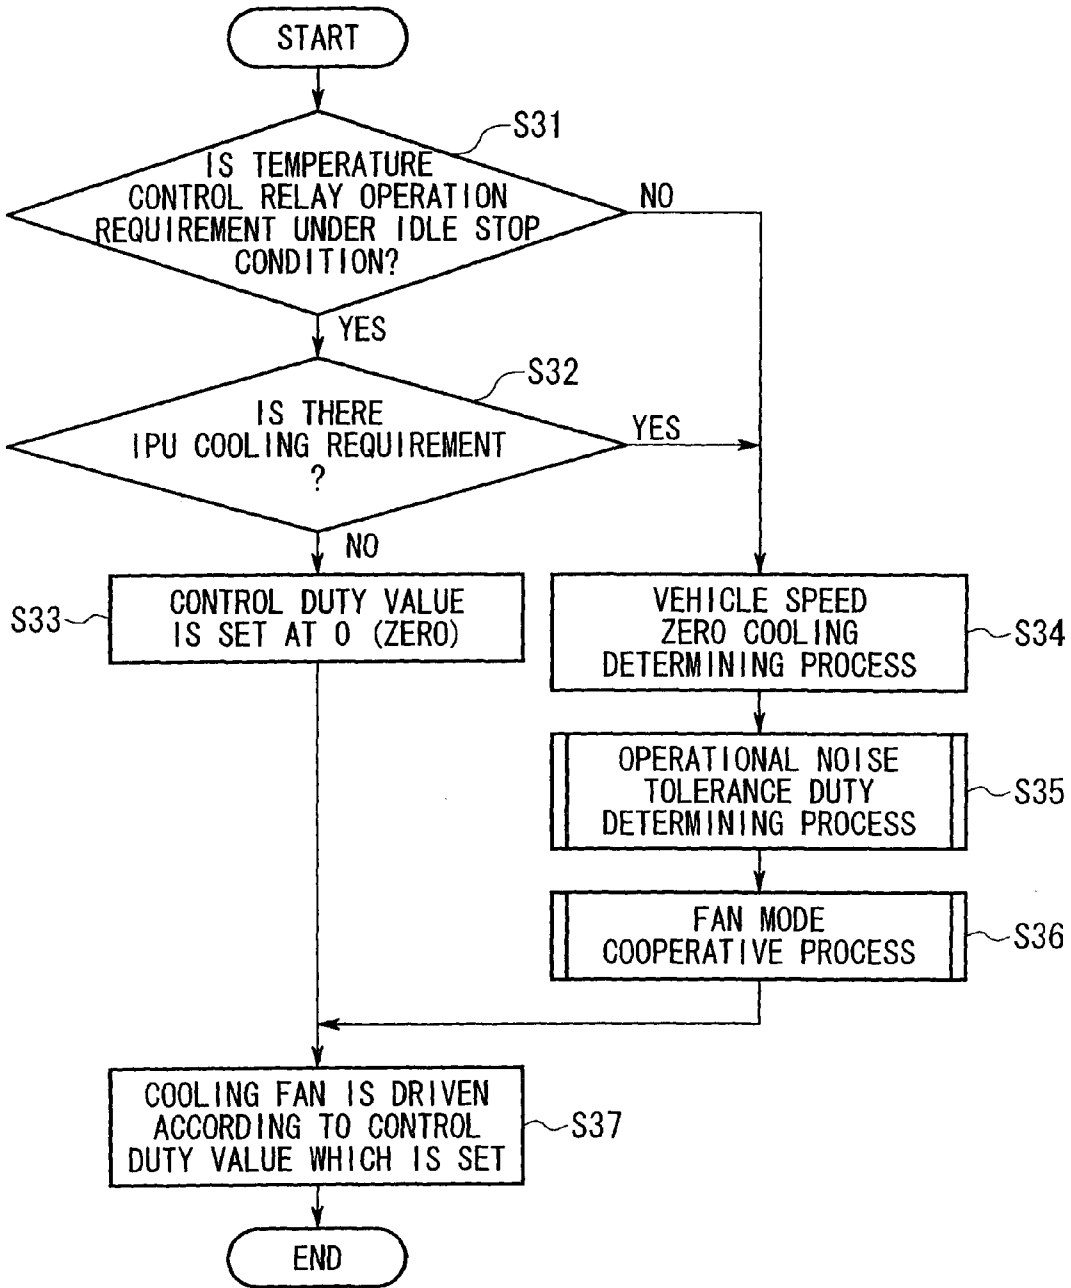 START
S31
IS TEMPERATURE
CONTROL RELAY OPERATION
REQUIREMENT UNDER IDLE STOP
CONDITION?
NO
YES
S32
IS THERE
IPU COOLING REQUIREMENT
?
YES
NO
S33
CONTROL DUTY VALUE
IS SET AT 0 (ZERO)
VEHICLE SPEED
ZERO COOLING
DETERMINING PROCESS
S34
OPERATIONAL NOISE
TOLERANCE DUTY
DETERMINING PROCESS
S35
FAN MODE
COOPERATIVE PROCESS
S36
COOLING FAN IS DRIVEN
ACCORDING TO CONTROL
DUTY VALUE WHICH IS SET
S37
END